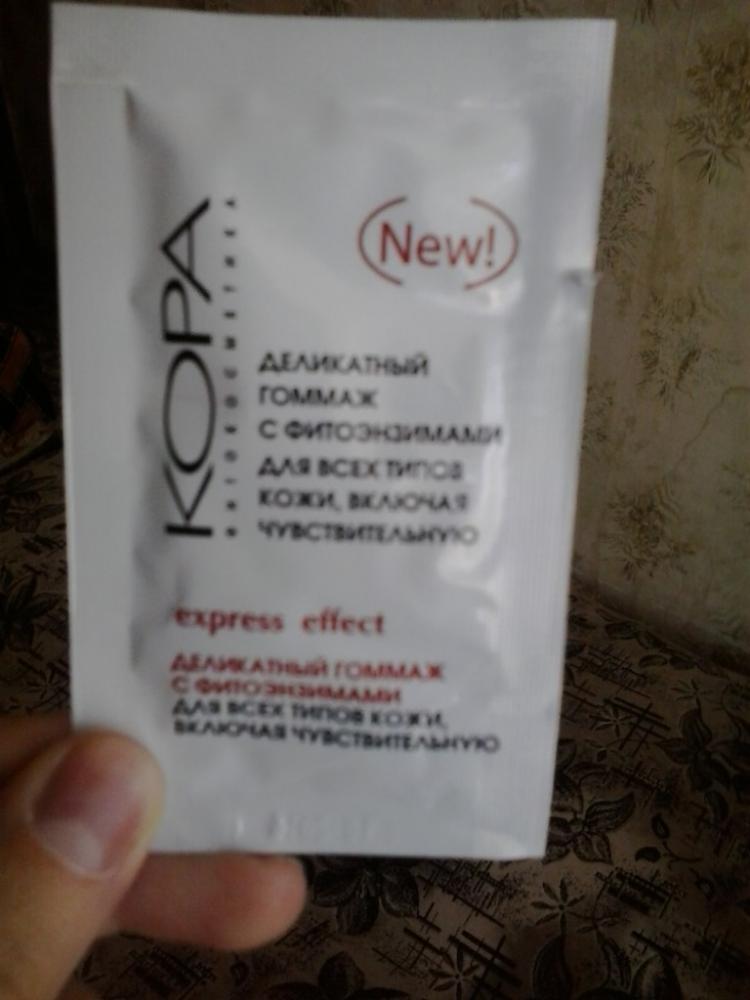 КОРА
ФИТОКОСМЕТИКА
New!
ДЕЛИКАТНЫЙ
ГОММАЖ
С ФИТОЭНЗИМАМИ
ДЛЯ ВСЕХ ТИПОВ
КОЖИ, ВКЛЮЧАЯ
ЧУВСТВИТЕЛЬНУЮ
express effect
ДЕЛИКАТНЫЙ ГОММАЖ
С ФИТОЭНЗИМАМИ
ДЛЯ ВСЕХ ТИПОВ КОЖИ,
ВКЛЮЧАЯ ЧУВСТВИТЕЛЬНУЮ